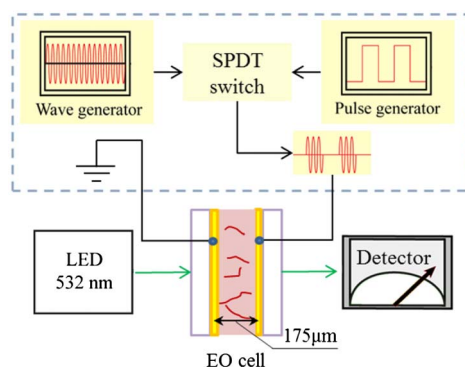 Wave generator
SPDT
switch
Pulse generator
LED
532 nm
Detector
175μm
EO cell